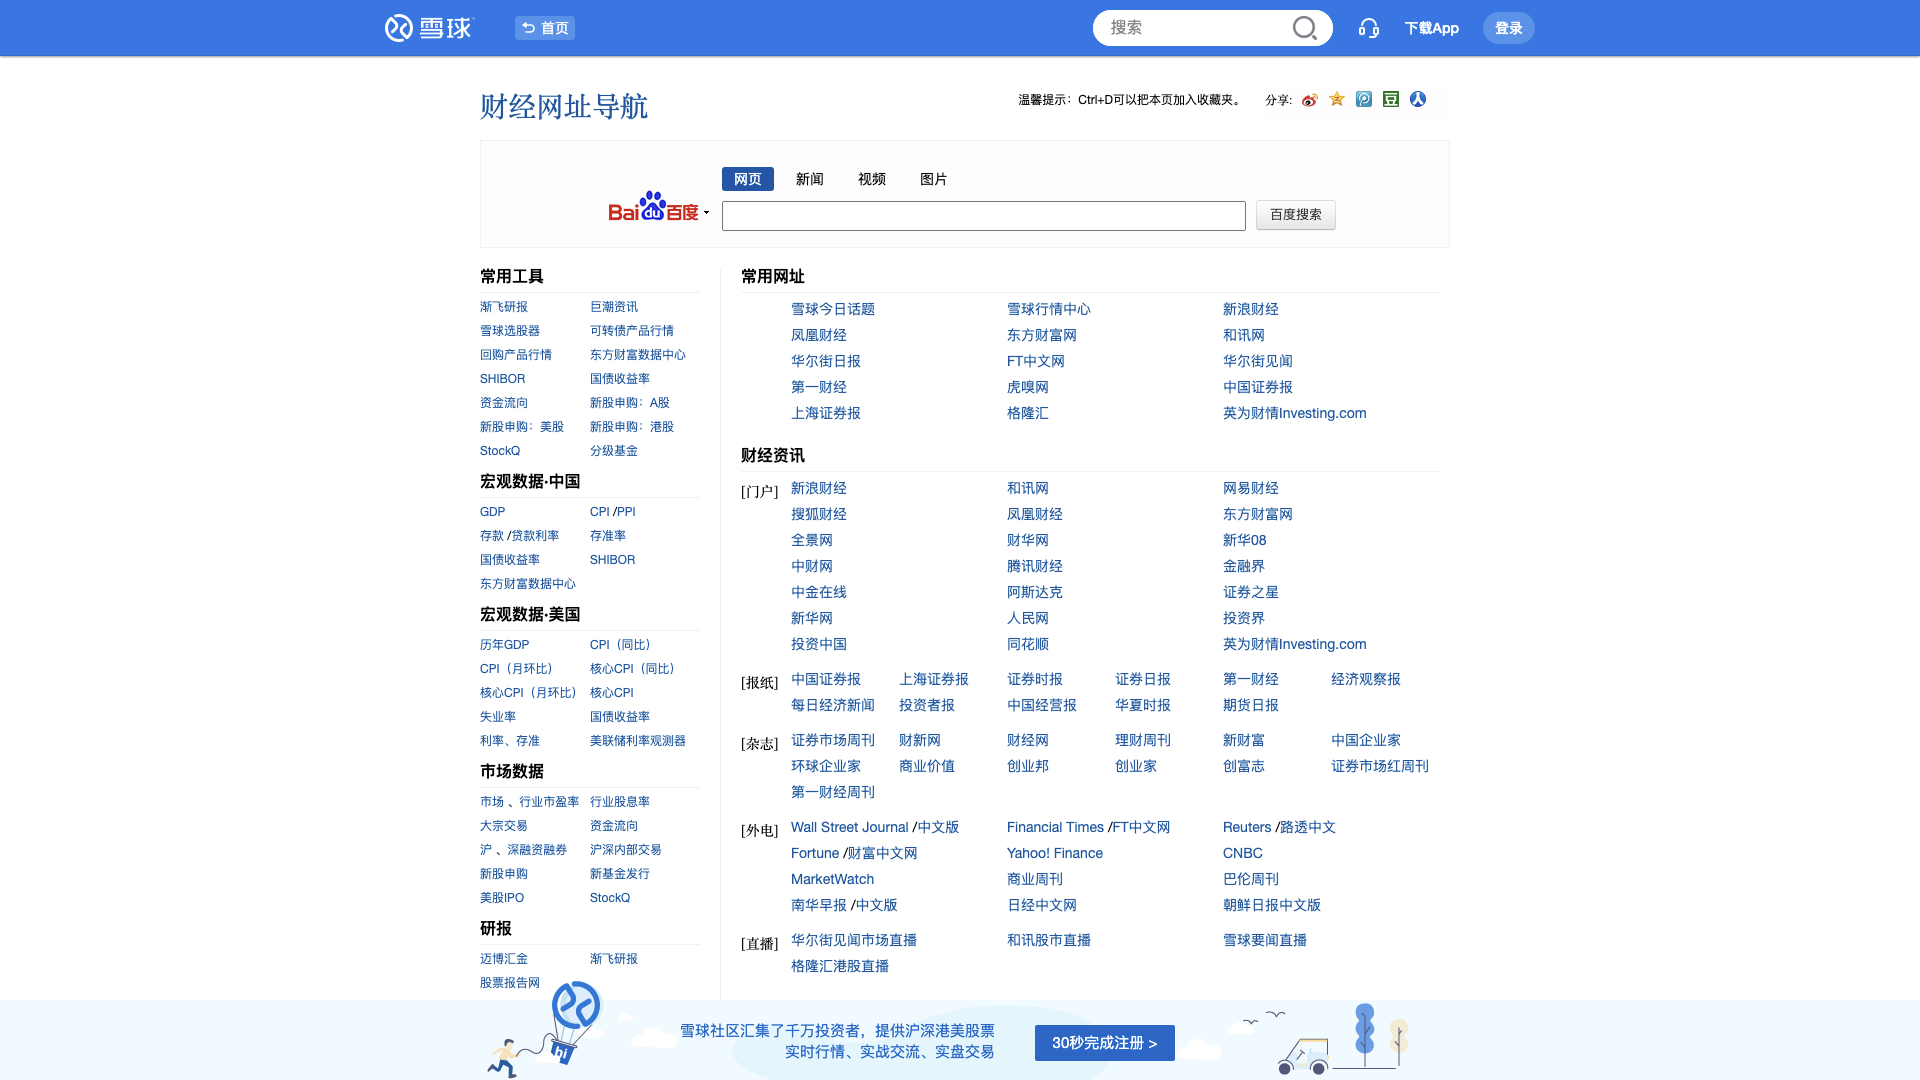 雪球 首页 搜索 下载App 登录
财经网址导航 温馨提示：Ctrl+D可以把本页加入收藏夹。 分享:
网页 新闻 视频 图片
Bai du 百度 百度搜索
常用工具
渐飞研报 巨潮资讯
雪球选股器 可转债产品行情
回购产品行情 东方财富数据中心
SHIBOR 国债收益率
资金流向 新股申购：A股
新股申购：美股 新股申购：港股
StockQ 分级基金
宏观数据·中国
GDP CPI /PPI
存款 /贷款利率 存准率
国债收益率 SHIBOR
东方财富数据中心
宏观数据·美国
历年GDP CPI（同比）
CPI（月环比） 核心CPI（同比）
核心CPI（月环比） 核心CPI
失业率 国债收益率
利率、存准 美联储利率观测器
市场数据
市场 、行业市盈率 行业股息率
大宗交易 资金流向
沪 、深融资融券 沪深内部交易
新股申购 新基金发行
美股IPO StockQ
研报
迈博汇金 渐飞研报
股票报告网
常用网址
雪球今日话题 雪球行情中心 新浪财经
凤凰财经 东方财富网 和讯网
华尔街日报 FT中文网 华尔街见闻
第一财经 虎嗅网 中国证券报
上海证券报 格隆汇 英为财情Investing.com
财经资讯
[门户] 新浪财经 和讯网 网易财经
搜狐财经 凤凰财经 东方财富网
全景网 财华网 新华08
中财网 腾讯财经 金融界
中金在线 阿斯达克 证券之星
新华网 人民网 投资界
投资中国 同花顺 英为财情Investing.com
[报纸] 中国证券报 上海证券报 证券时报 证券日报 第一财经 经济观察报
每日经济新闻 投资者报 中国经营报 华夏时报 期货日报
[杂志] 证券市场周刊 财新网 财经网 理财周刊 新财富 中国企业家
环球企业家 商业价值 创业邦 创业家 创富志 证券市场红周刊
第一财经周刊
[外电] Wall Street Journal /中文版 Financial Times /FT中文网 Reuters /路透中文
Fortune /财富中文网 Yahoo! Finance CNBC
MarketWatch 商业周刊 巴伦周刊
南华早报 /中文版 日经中文网 朝鲜日报中文版
[直播] 华尔街见闻市场直播 和讯股市直播 雪球要闻直播
格隆汇港股直播
hi
雪球社区汇集了千万投资者，提供沪深港美股票
实时行情、实战交流、实盘交易
30秒完成注册 >